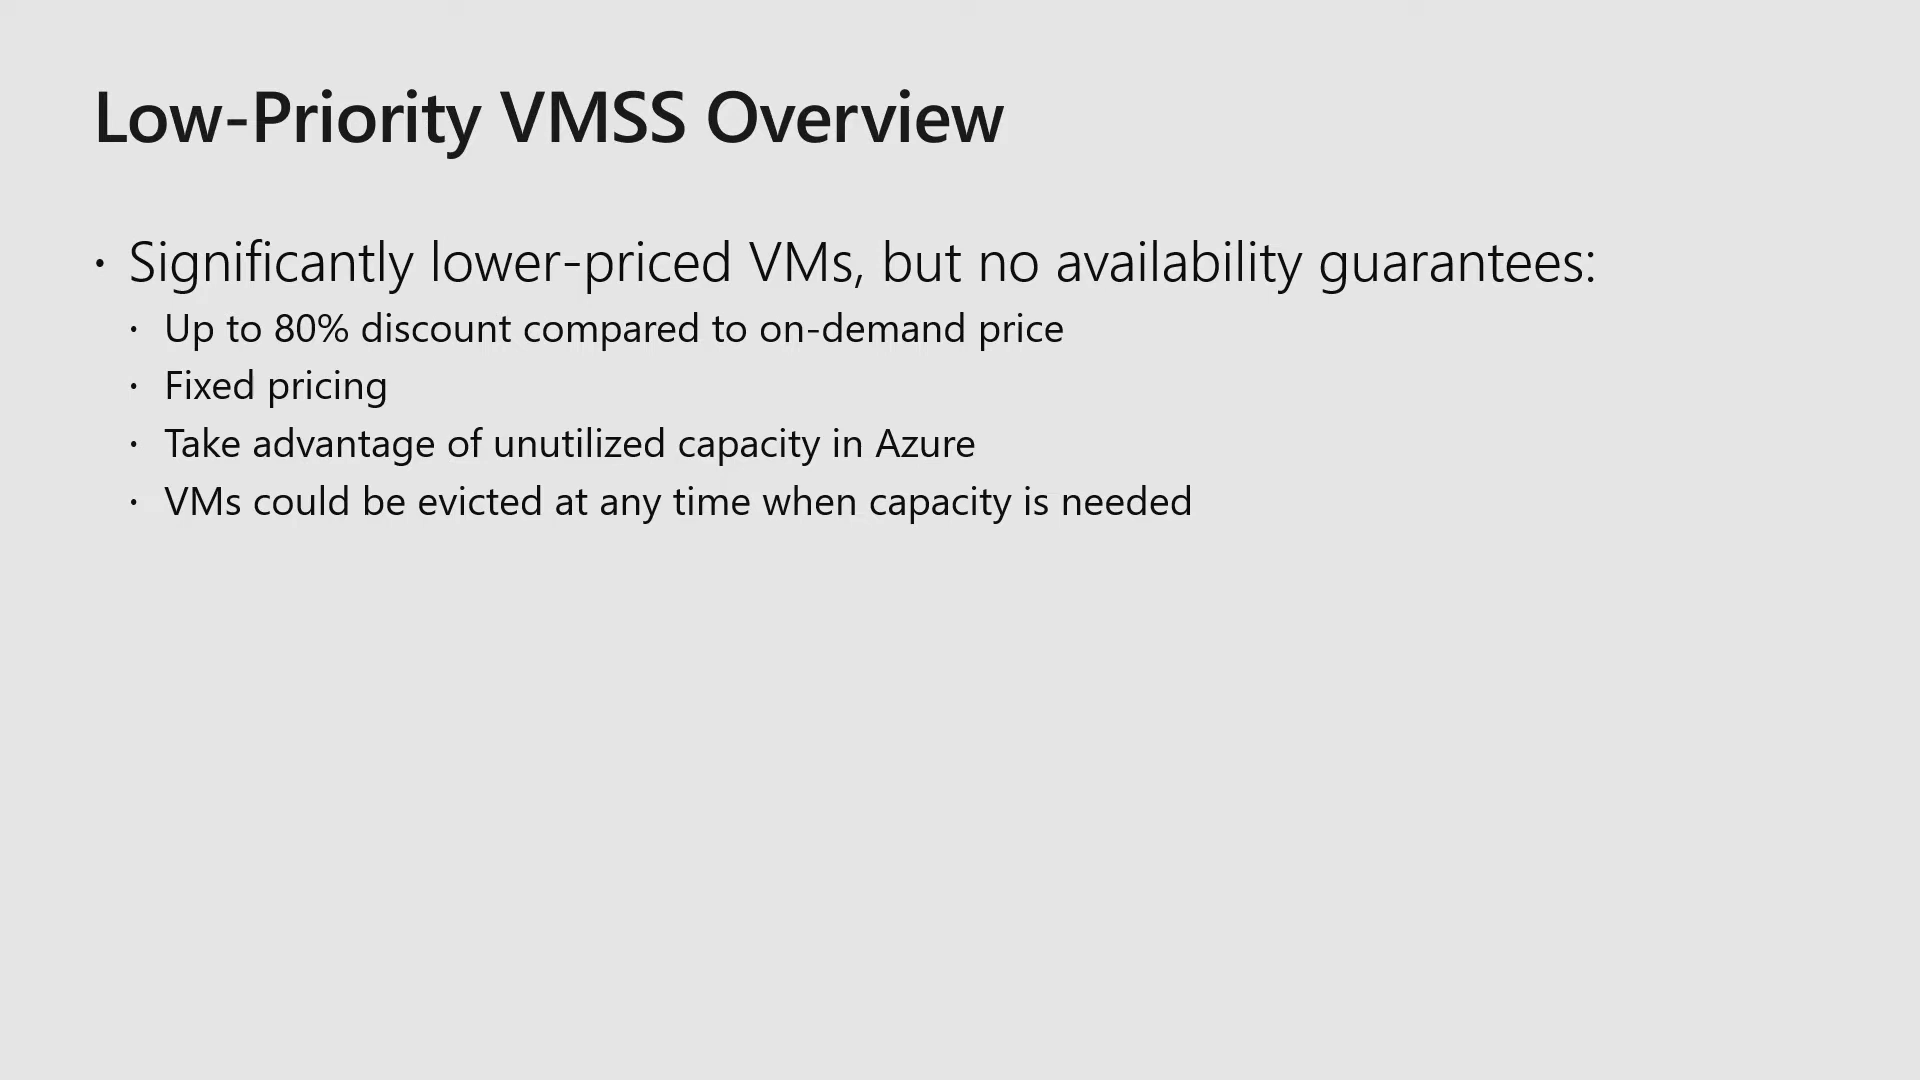 Low-Priority VMSS Overview
· Significantly lower-priced VMs, but no availability guarantees:
· Up to 80% discount compared to on-demand price
· Fixed pricing
· Take advantage of unutilized capacity in Azure
· VMs could be evicted at any time when capacity is needed